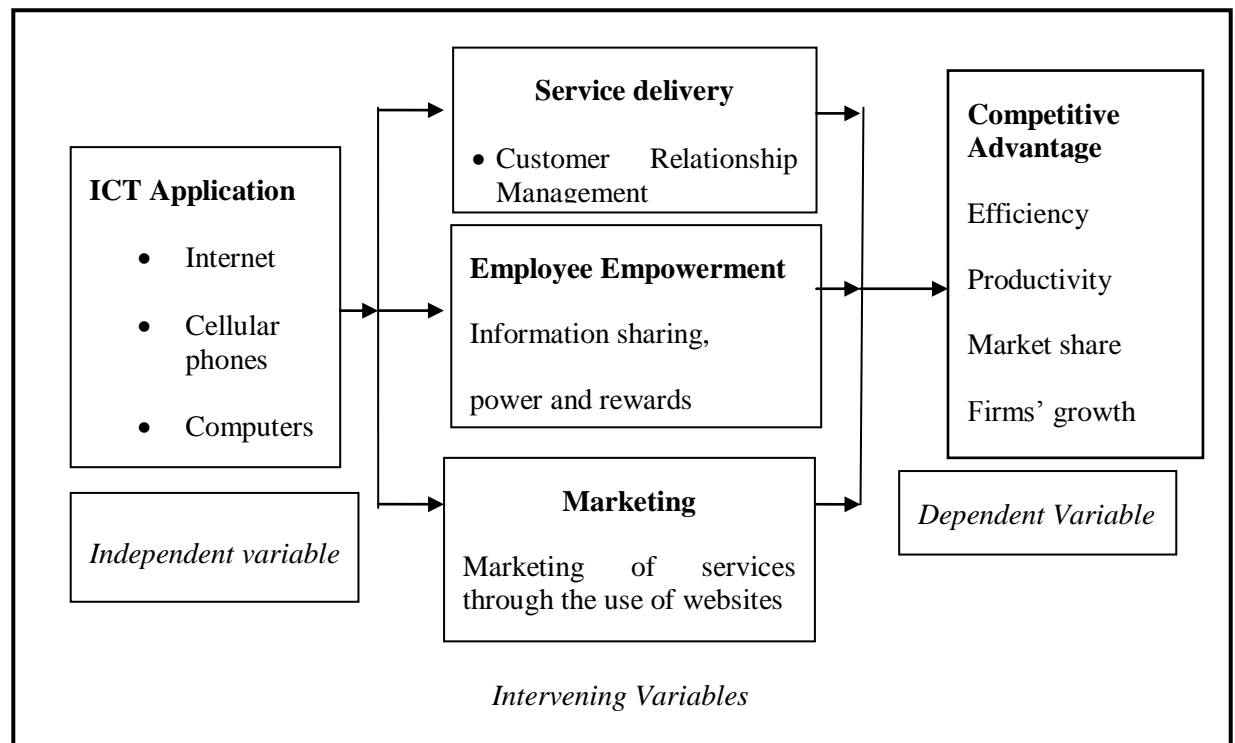 ICT Application
• Internet
• Cellular
phones
• Computers
Independent variable
Service delivery
• Customer Relationship
Management
Employee Empowerment
Information sharing,
power and rewards
Marketing
Marketing of services
through the use of websites
Intervening Variables
Competitive
Advantage
Efficiency
Productivity
Market share
Firms’ growth
Dependent Variable